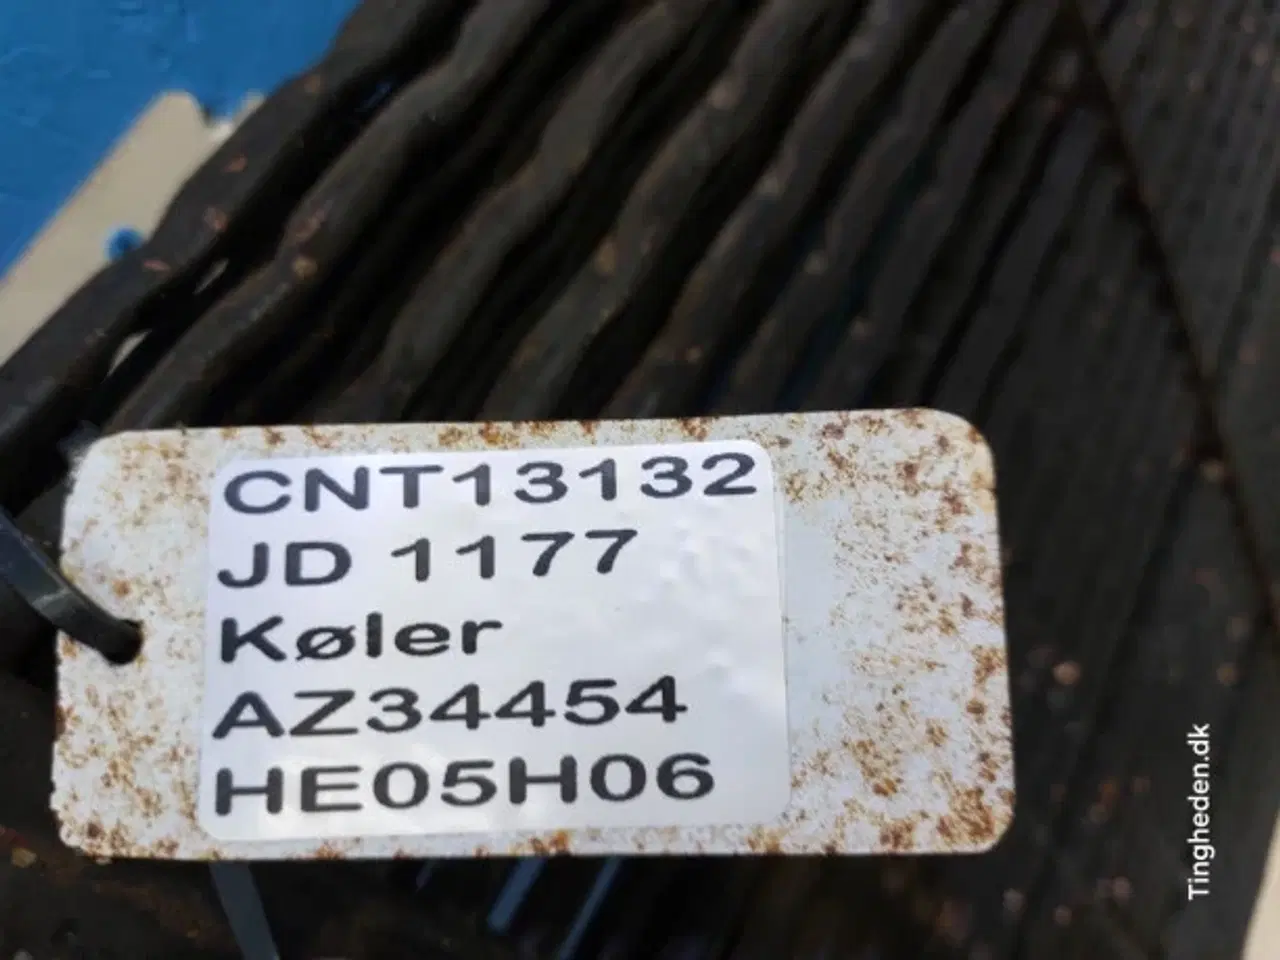 CNT13132
JD 1177
Køler
AZ34454
HE05H06
Tingheden.dk